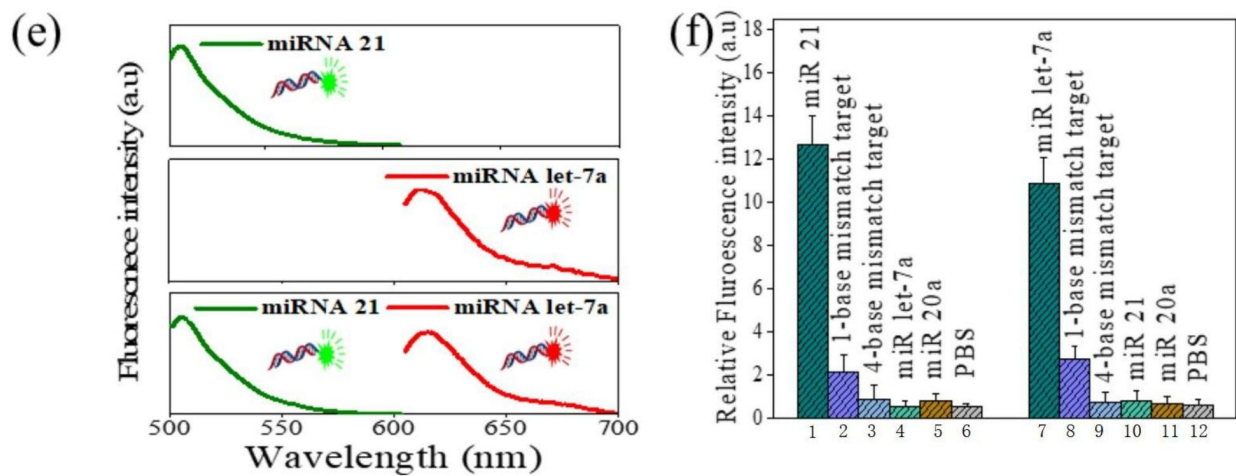 (e)
Fluorescenece intensity (a.u)
miRNA 21
miRNA let-7a
miRNA 21
miRNA let-7a
500
550
600
650
700
Wavelength (nm)
(f)
Relative Fluroescence intensity (a.u)
18
16
14
12
10
8
6
4
2
0
miR 21
1-base mismatch target
4-base mismatch target
miR let-7a
miR 20a
PBS
miR let-7a
1-base mismach target
4-base mismatch target
miR 21
miR 20a
PBS
1 2 3 4 5 6 7 8 9 10 11 12